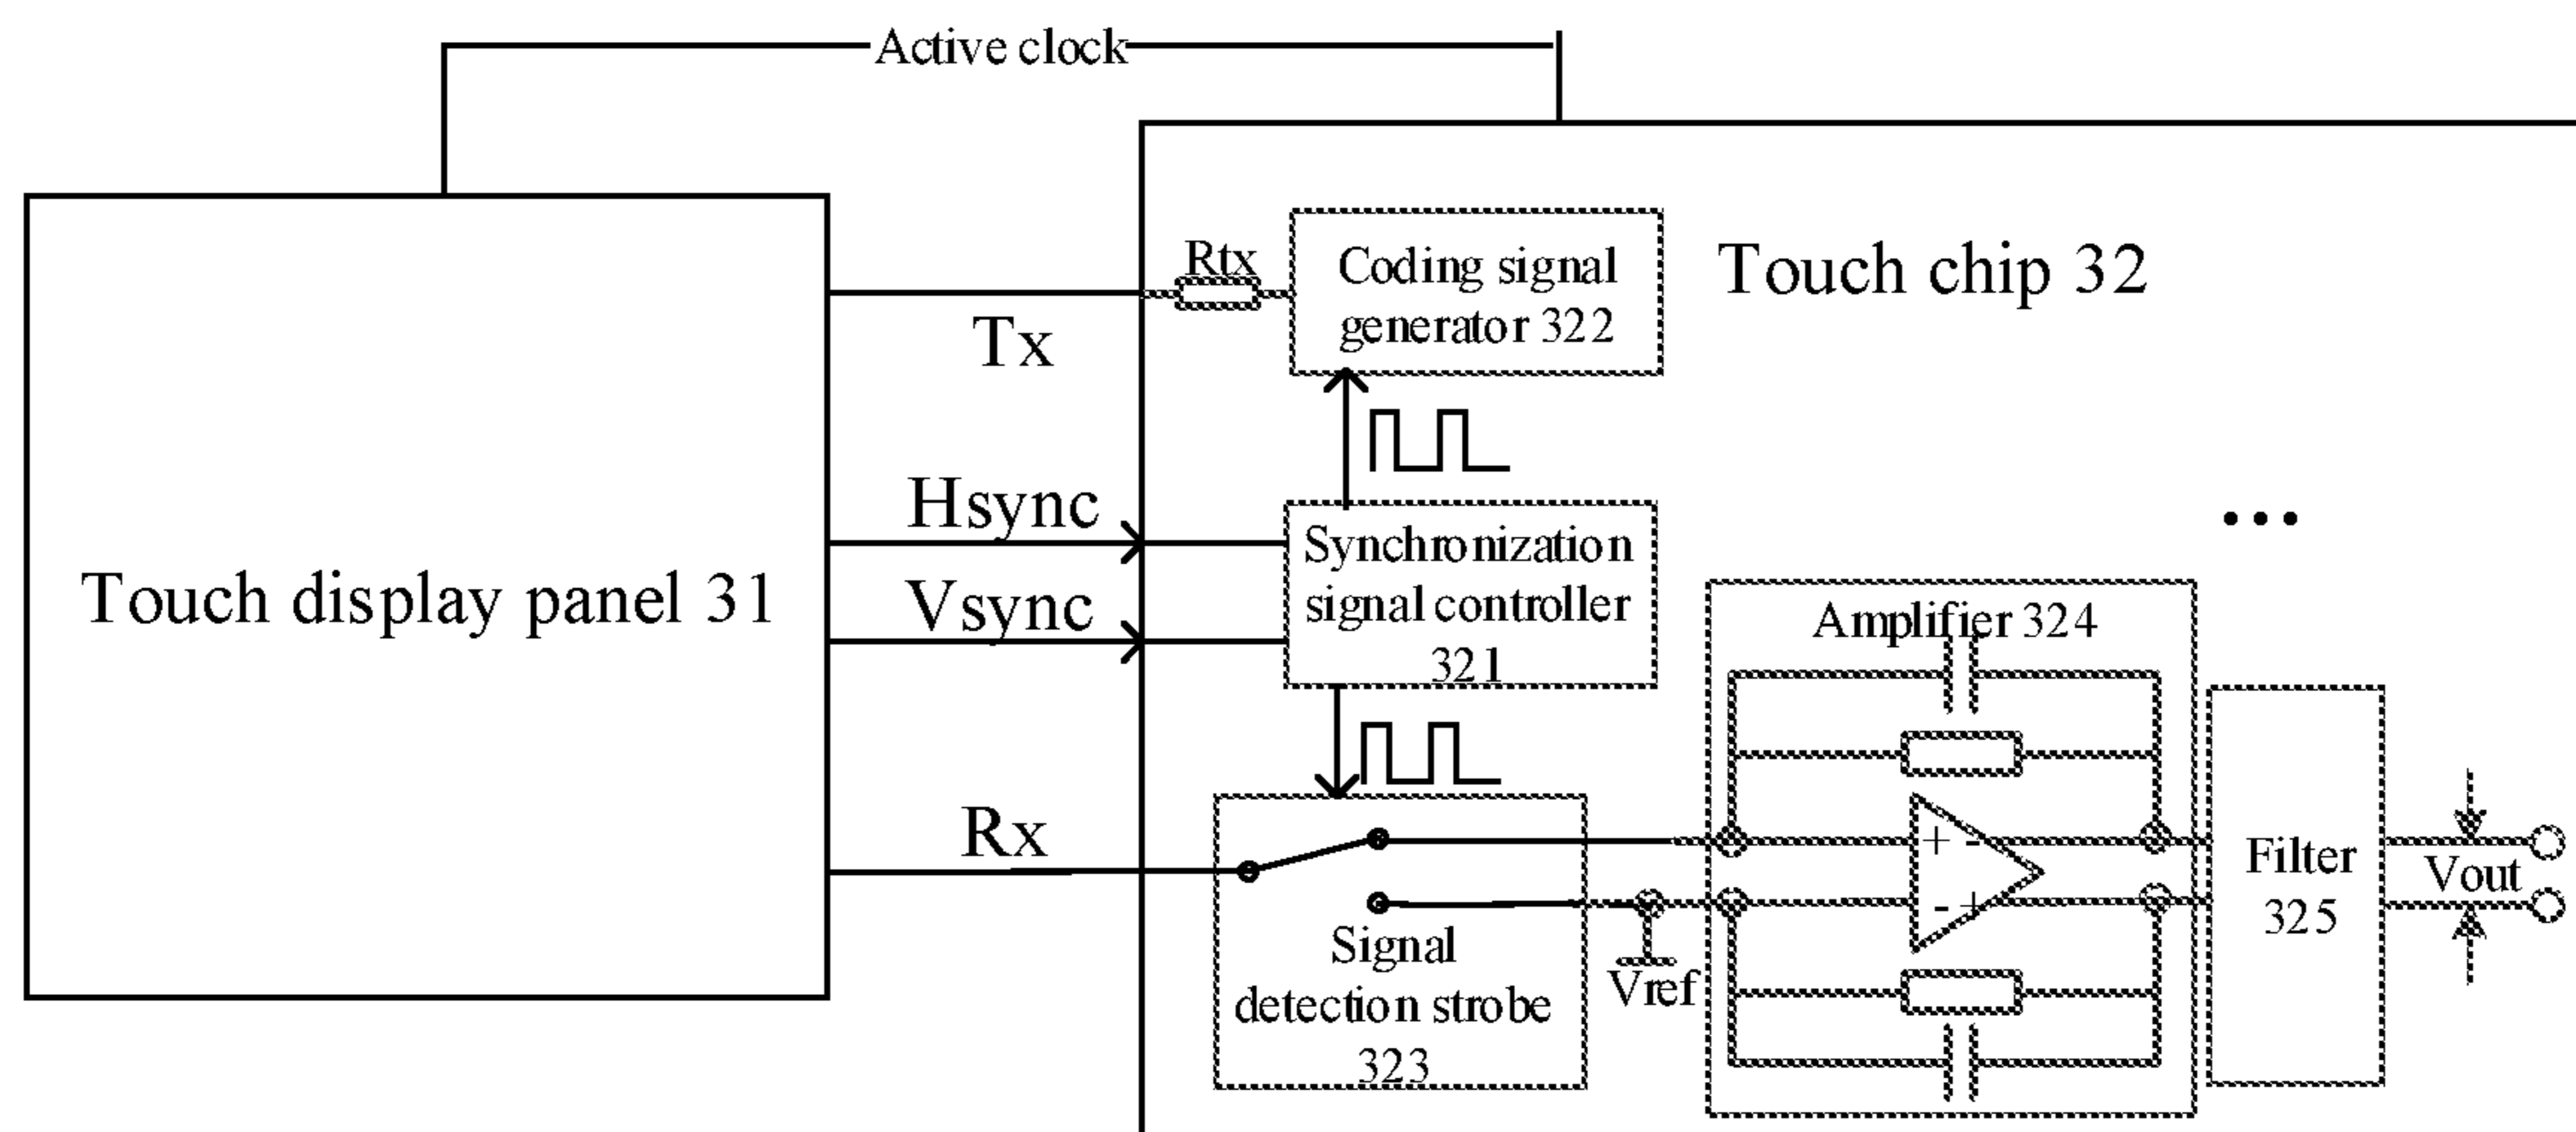 Active clock
Touch display panel 31
Tx
Hsync
Vsync
Rx
Touch chip 32
Rtx
Coding signal
generator 322
Synchronization
signal controller
321
Signal
detection strobe
323
Vref
Amplifier 324
+ -
- +
Filter
325
Vout
...